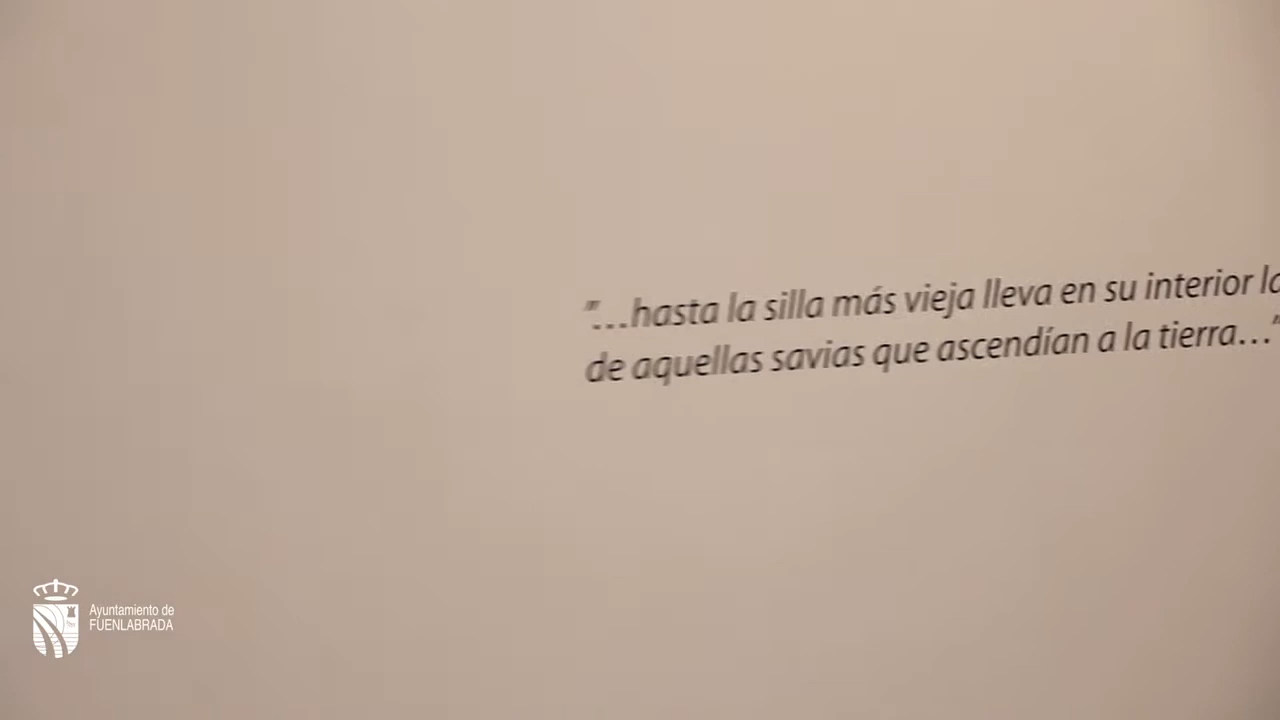 "…hasta la silla más vieja lleva en su interior
de aquellas savias que ascendían a la tierra…"
Ayuntamiento de
FUENLABRADA